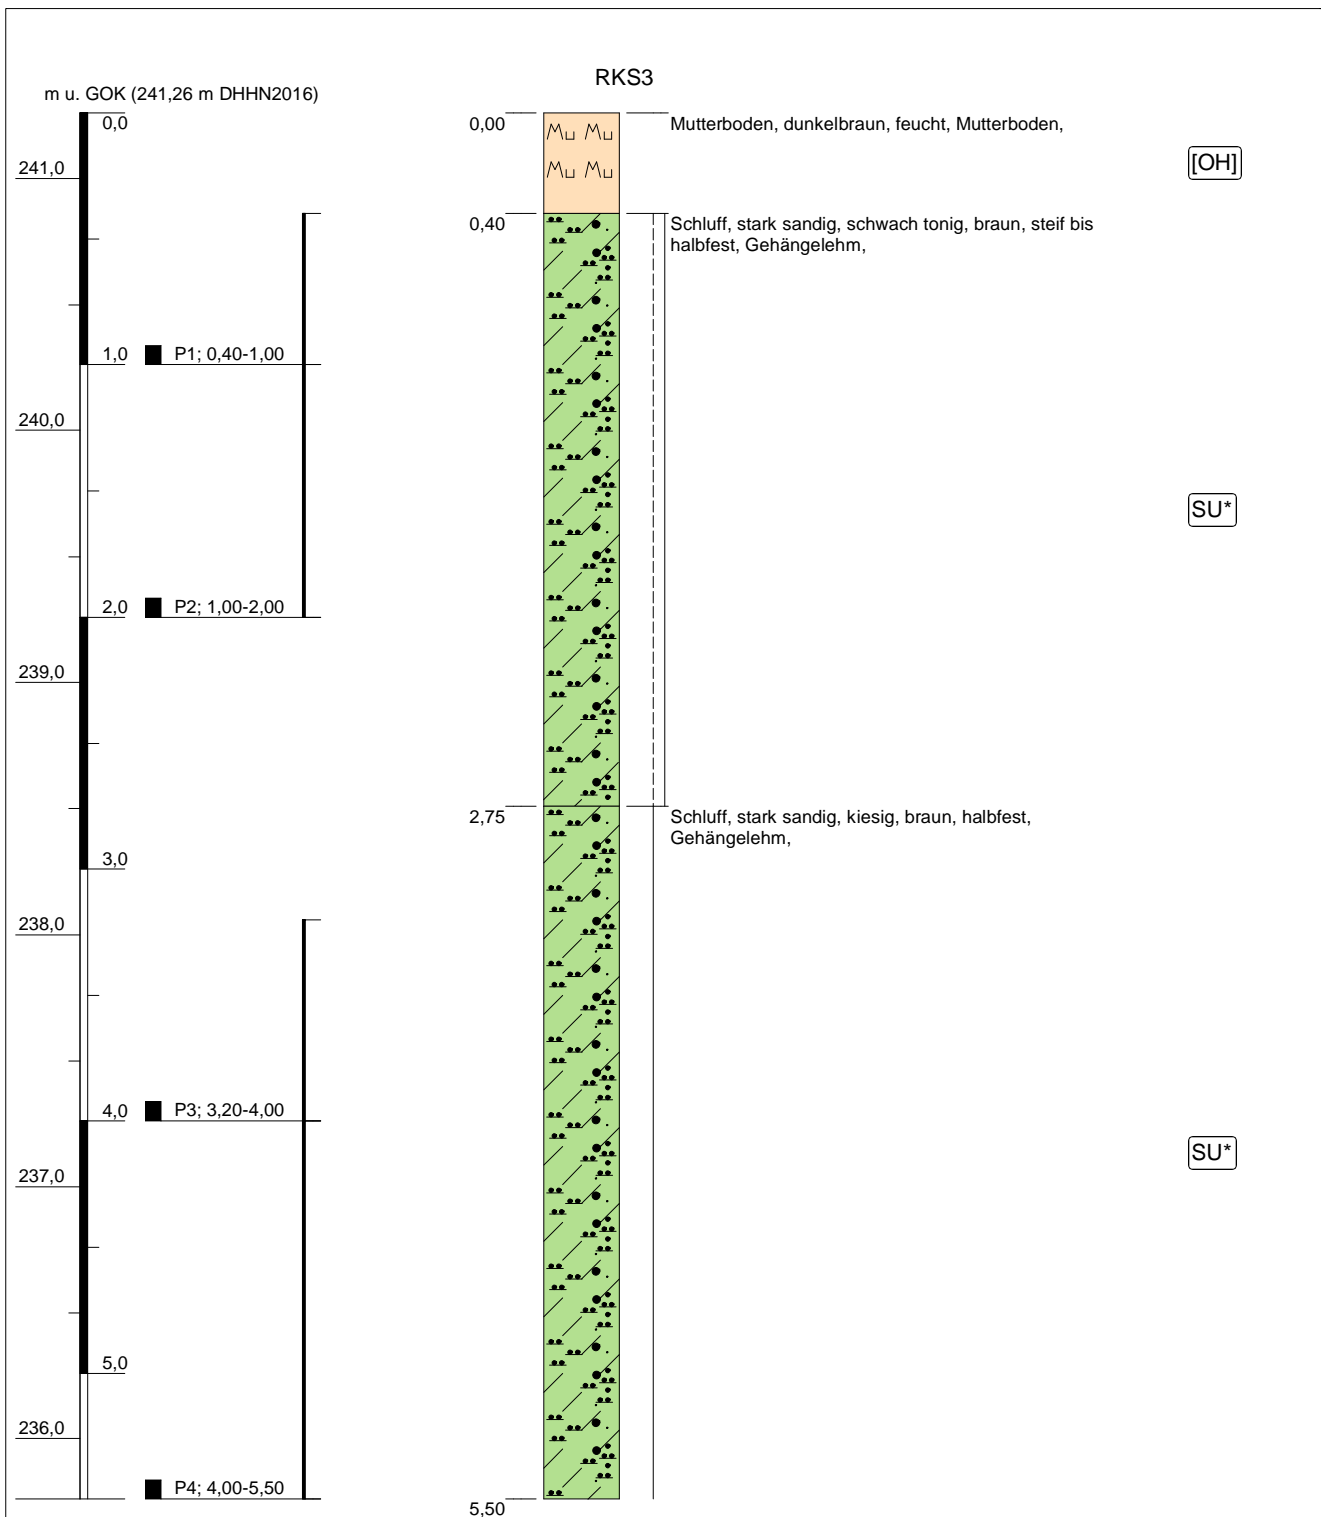 RKS3
m u. GOK (241,26 m DHHN2016)
0,0
0,00
Mutterboden, dunkelbraun, feucht, Mutterboden,
[OH]
241,0
0,40
Schluff, stark sandig, schwach tonig, braun, steif bis
halbfest, Gehängelehm,
1,0
P1; 0,40-1,00
240,0
SU*
2,0
P2; 1,00-2,00
239,0
2,75
Schluff, stark sandig, kiesig, braun, halbfest,
Gehängelehm,
3,0
238,0
4,0
P3; 3,20-4,00
SU*
237,0
5,0
236,0
P4; 4,00-5,50
5,50